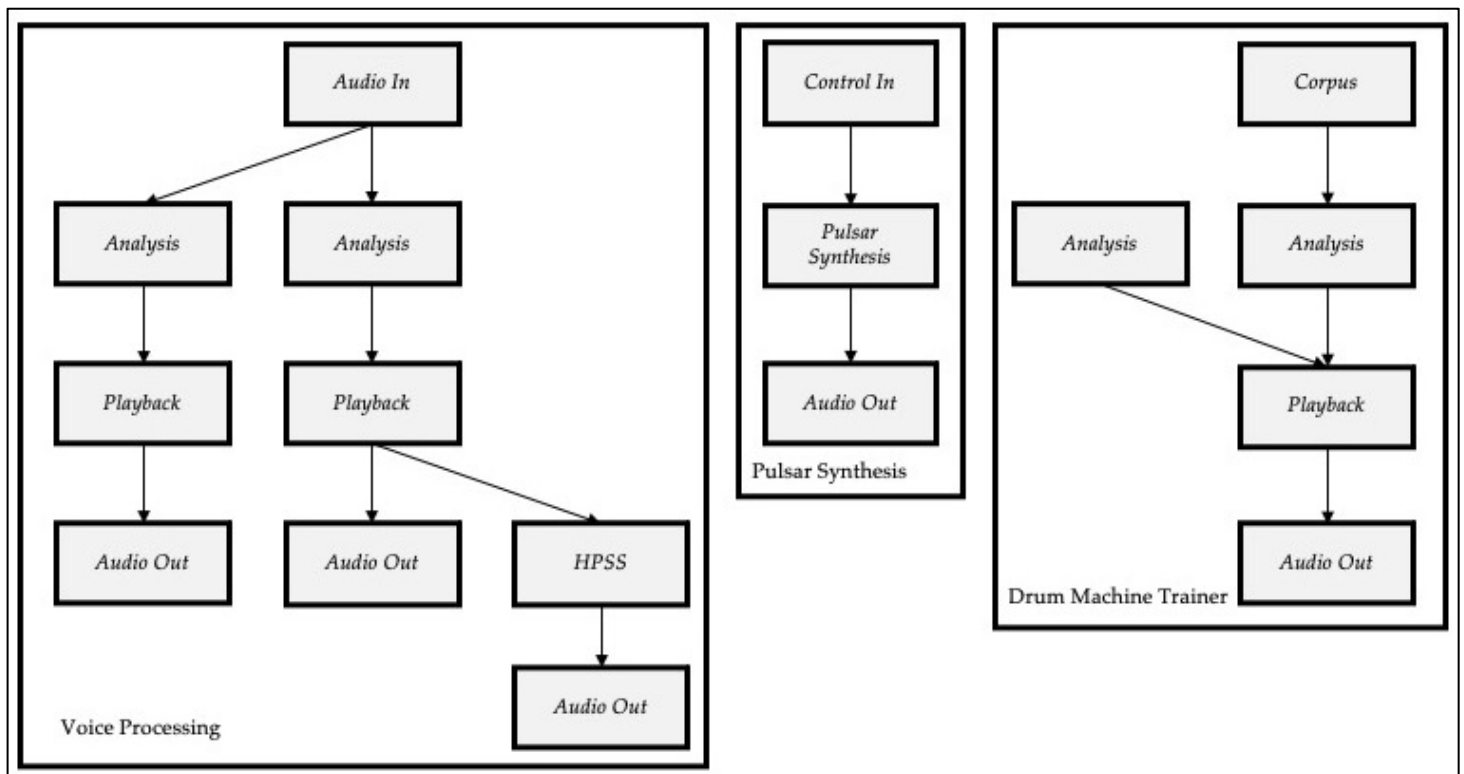 Audio In
Analysis
Analysis
Playback
Playback
Audio Out
Audio Out
HPSS
Audio Out
Voice Processing
Control In
Pulsar
Synthesis
Audio Out
Pulsar Synthesis
Corpus
Analysis
Analysis
Playback
Audio Out
Drum Machine Trainer